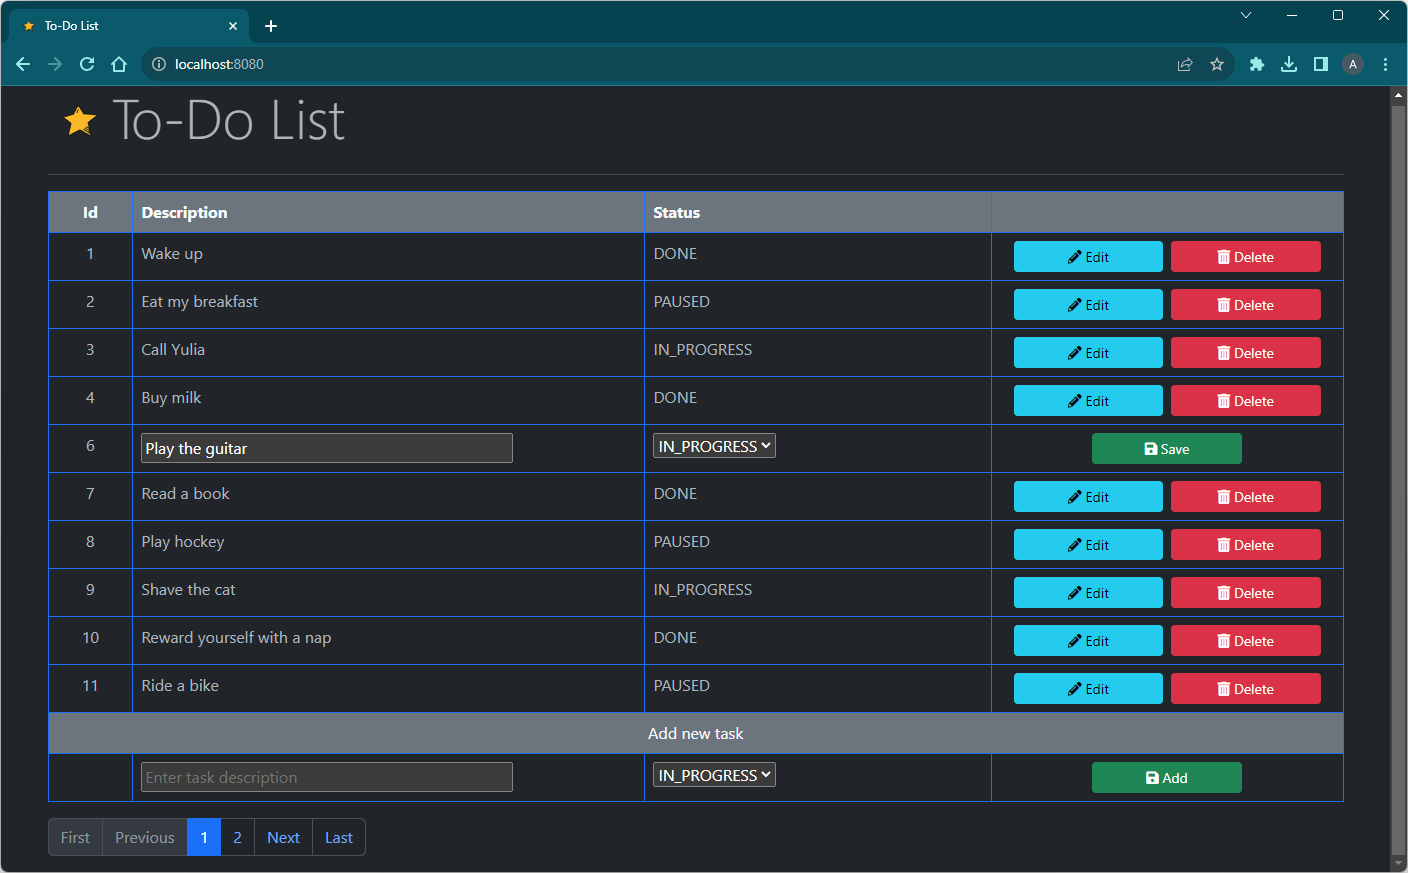 To-Do List
localhost:8080
A
To-Do List
Id Description Status
1 Wake up DONE Edit Delete
2 Eat my breakfast PAUSED Edit Delete
3 Call Yulia IN_PROGRESS Edit Delete
4 Buy milk DONE Edit Delete
6 Play the guitar IN_PROGRESS Save
7 Read a book DONE Edit Delete
8 Play hockey PAUSED Edit Delete
9 Shave the cat IN_PROGRESS Edit Delete
10 Reward yourself with a nap DONE Edit Delete
11 Ride a bike PAUSED Edit Delete
Add new task
Enter task description IN_PROGRESS Add
First Previous 1 2 Next Last